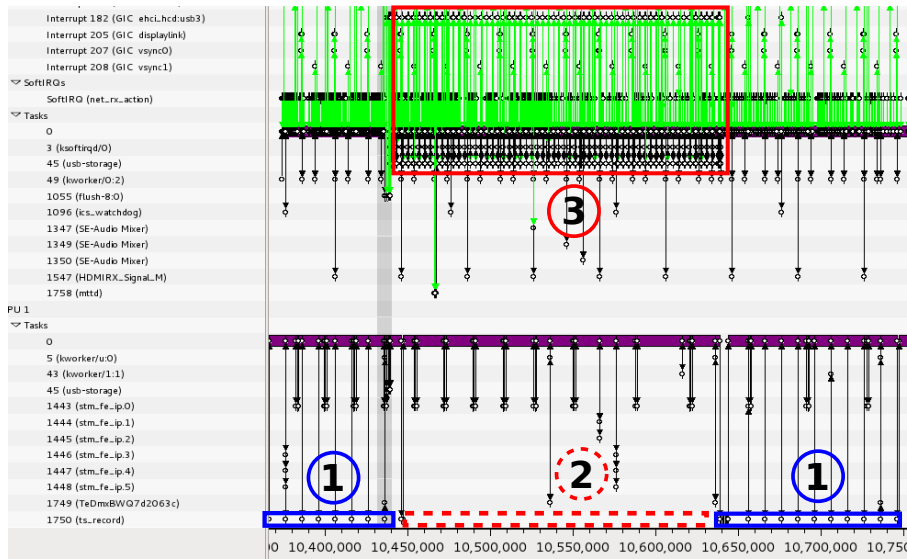 Interrupt 182 (GIC ehci_hcd:usb3)
Interrupt 205 (GIC displaylink)
Interrupt 207 (GIC vsync0)
Interrupt 208 (GIC vsync1)
SoftIRQs
SoftIRQ (net_rx_action)
Tasks
0
3 (ksoftirqd/0)
45 (usb-storage)
49 (kworker/0:2)
1055 (flush-8:0)
1096 (ics_watchdog)
1347 (SE-Audio Mixer)
1349 (SE-Audio Mixer)
1350 (SE-Audio Mixer)
1547 (HDMIRX_Signal_M)
1758 (mttd)
3
PU 1
Tasks
0
5 (kworker/u:0)
43 (kworker/1:1)
45 (usb-storage)
1443 (stm_fe_ip.0)
1444 (stm_fe_ip.1)
1445 (stm_fe_ip.2)
1446 (stm_fe_ip.3)
1447 (stm_fe_ip.4)
1448 (stm_fe_ip.5)
1749 (TeDmxBWQ7d2063c)
1750 (ts_record)
1 2 1
00 10,400,000 10,450,000 10,500,000 10,550,000 10,600,000 10,650,000 10,700,000 10,750